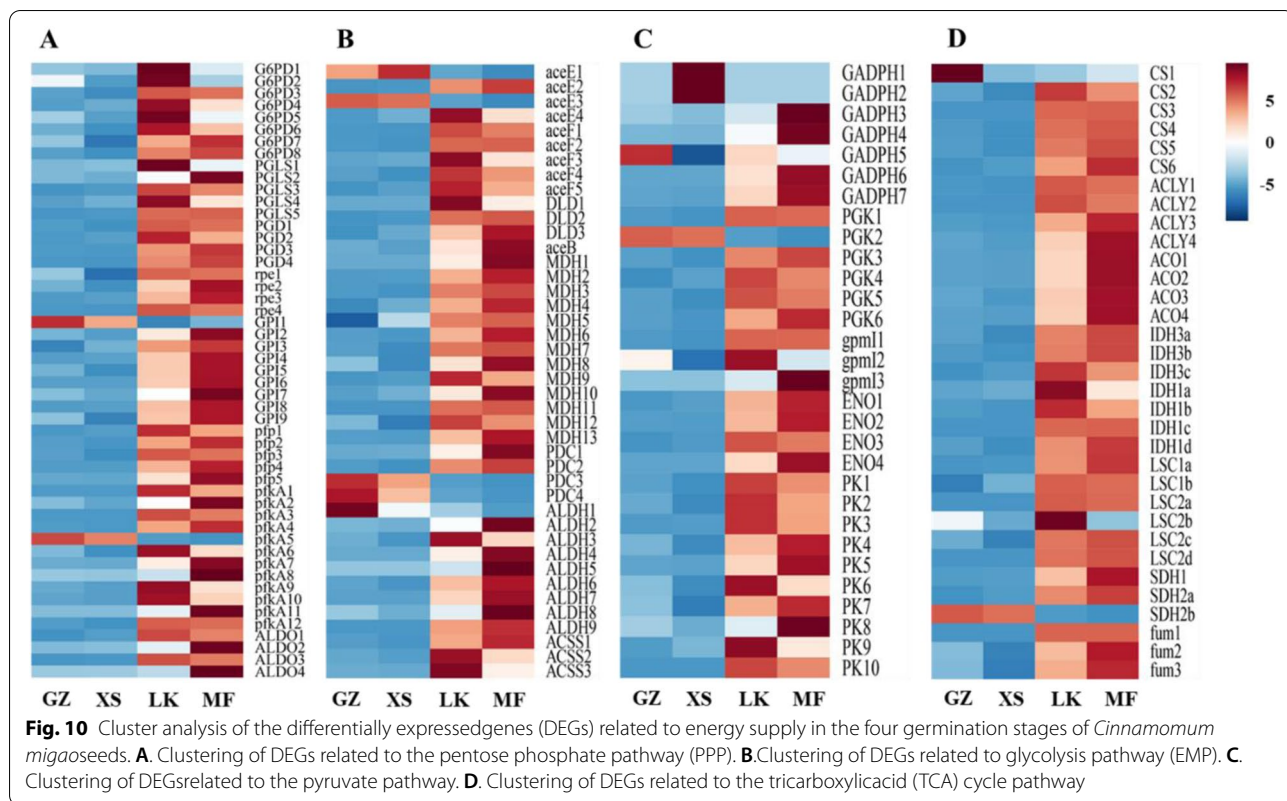 A
G6PD1
G6PD2
G6PD3
G6PD4
G6PD5
G6PD6
G6PD7
G6PD8
PGLS1
PGLS2
PGLS3
PGLS4
PGLS5
PGD1
PGD2
PGD3
PGD4
rpe1
rpe2
rpe3
rpe4
GPI1
GPI2
GPI3
GPI4
GPI5
GPI6
GPI7
GPI8
GPI9
pfp1
pfp2
pfp3
pfp4
pfp5
pfkA1
pfkA2
pfkA3
pfkA4
pfkA5
pfkA6
pfkA7
pfkA8
pfkA9
pfkA10
pfkA11
pfkA12
ALDO1
ALDO2
ALDO3
ALDO4
GZ XS LK MF
B
aceE1
aceE2
aceE3
aceE4
aceF1
aceF2
aceF3
aceF4
aceF5
DLD1
DLD2
DLD3
aceB
MDH1
MDH2
MDH3
MDH4
MDH5
MDH6
MDH7
MDH8
MDH9
MDH10
MDH11
MDH12
MDH13
PDC1
PDC2
PDC3
PDC4
ALDH1
ALDH2
ALDH3
ALDH4
ALDH5
ALDH6
ALDH7
ALDH8
ALDH9
ACSS1
ACSS2
ACSS3
GZ XS LK MF
C
GADPH1
GADPH2
GADPH3
GADPH4
GADPH5
GADPH6
GADPH7
PGK1
PGK2
PGK3
PGK4
PGK5
PGK6
gpmI1
gpmI2
gpmI3
ENO1
ENO2
ENO3
ENO4
PK1
PK2
PK3
PK4
PK5
PK6
PK7
PK8
PK9
PK10
GZ XS LK MF
D
CS1
CS2
CS3
CS4
CS5
CS6
ACLY1
ACLY2
ACLY3
ACLY4
ACO1
ACO2
ACO3
ACO4
IDH3a
IDH3b
IDH3c
IDH1a
IDH1b
IDH1c
IDH1d
LSC1a
LSC1b
LSC2a
LSC2b
LSC2c
LSC2d
SDH1
SDH2a
SDH2b
fum1
fum2
fum3
GZ XS LK MF
5
0
-5
Fig. 10 Cluster analysis of the differentially expressedgenes (DEGs) related to energy supply in the four germination stages of Cinnamomum
migaoseeds. A. Clustering of DEGs related to the pentose phosphate pathway (PPP). B.Clustering of DEGs related to glycolysis pathway (EMP). C.
Clustering of DEGsrelated to the pyruvate pathway. D. Clustering of DEGs related to the tricarboxylicacid (TCA) cycle pathway